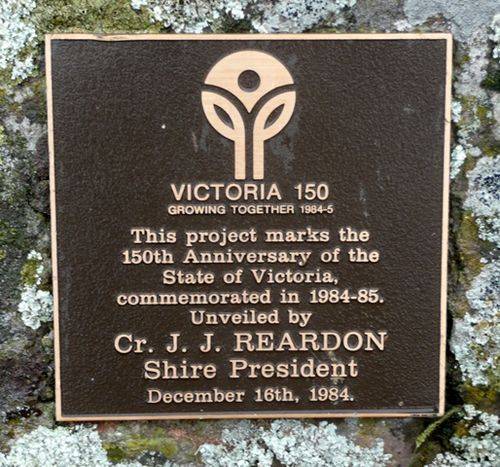 VICTORIA 150
GROWING TOGETHER 1984-5
This project marks the
150th Anniversary of the
State of Victoria,
commemorated in 1984-85.
Unveiled by
Cr. J. J. REARDON
Shire President
December 16th, 1984.